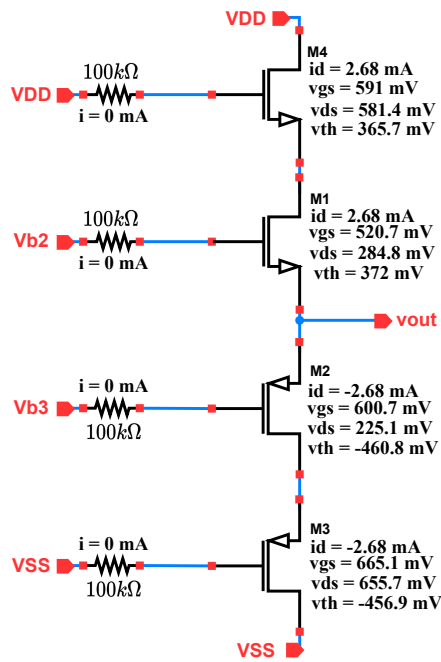 VDD
M4
100kΩ
id = 2.68 mA
VDD
vgs = 591 mV
i = 0 mA
vds = 581.4 mV
vth = 365.7 mV
M1
100kΩ
id = 2.68 mA
Vb2
vgs = 520.7 mV
i = 0 mA
vds = 284.8 mV
vth = 372 mV
vout
M2
i = 0 mA
id = -2.68 mA
Vb3
vgs = 600.7 mV
100kΩ
vds = 225.1 mV
vth = -460.8 mV
M3
i = 0 mA
id = -2.68 mA
VSS
vgs = 665.1 mV
100kΩ
vds = 655.7 mV
vth = -456.9 mV
VSS